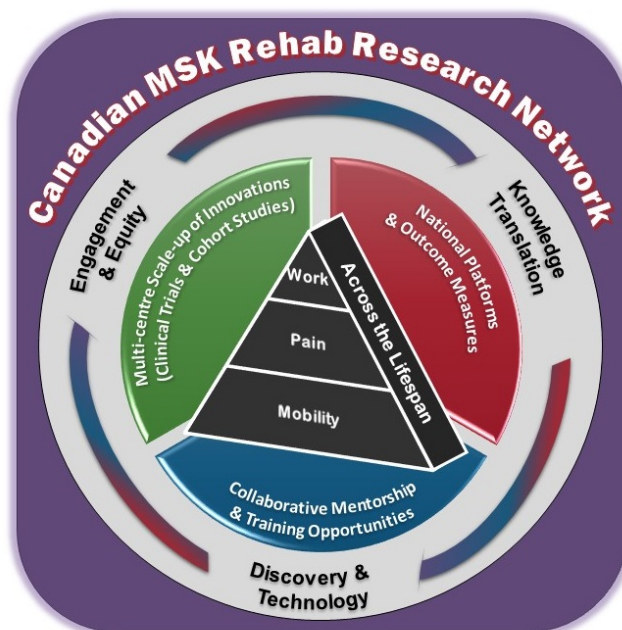 Canadian MSK Rehab Research Network
Engagement
& Equity
Knowledge
Translation
Multi-centre Scale-up of Innovations
(Clinical Trials & Cohort Studies)
National Platforms
& Outcome Measures
Work
Pain
Mobility
Across the Lifespan
Collaborative Mentorship
& Training Opportunities
Discovery &
Technology